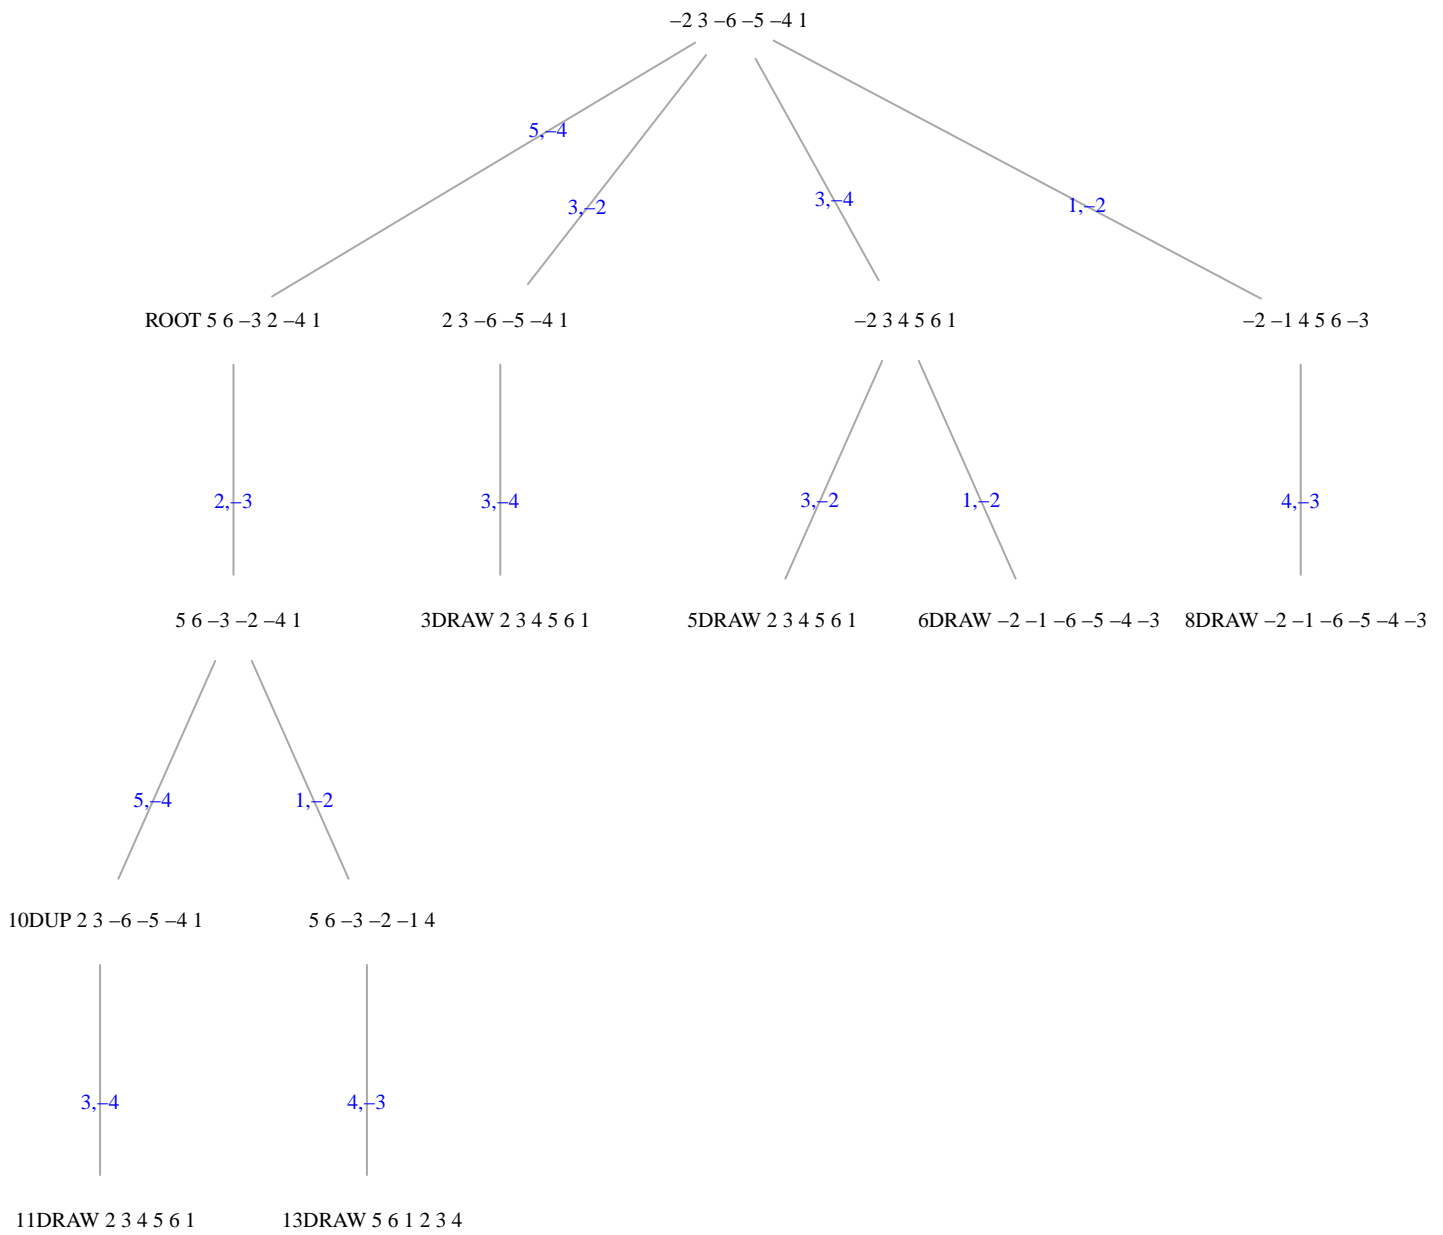 –2 3 –6 –5 –4 1
5,–4
3,–2
3,–4
1,–2
ROOT 5 6 –3 2 –4 1
2 3 –6 –5 –4 1
–2 3 4 5 6 1
–2 –1 4 5 6 –3
2,–3
3,–4
3,–2
1,–2
4,–3
5 6 –3 –2 –4 1
3DRAW 2 3 4 5 6 1
5DRAW 2 3 4 5 6 1
6DRAW –2 –1 –6 –5 –4 –3
8DRAW –2 –1 –6 –5 –4 –3
5,–4
1,–2
10DUP 2 3 –6 –5 –4 1
5 6 –3 –2 –1 4
3,–4
4,–3
11DRAW 2 3 4 5 6 1
13DRAW 5 6 1 2 3 4